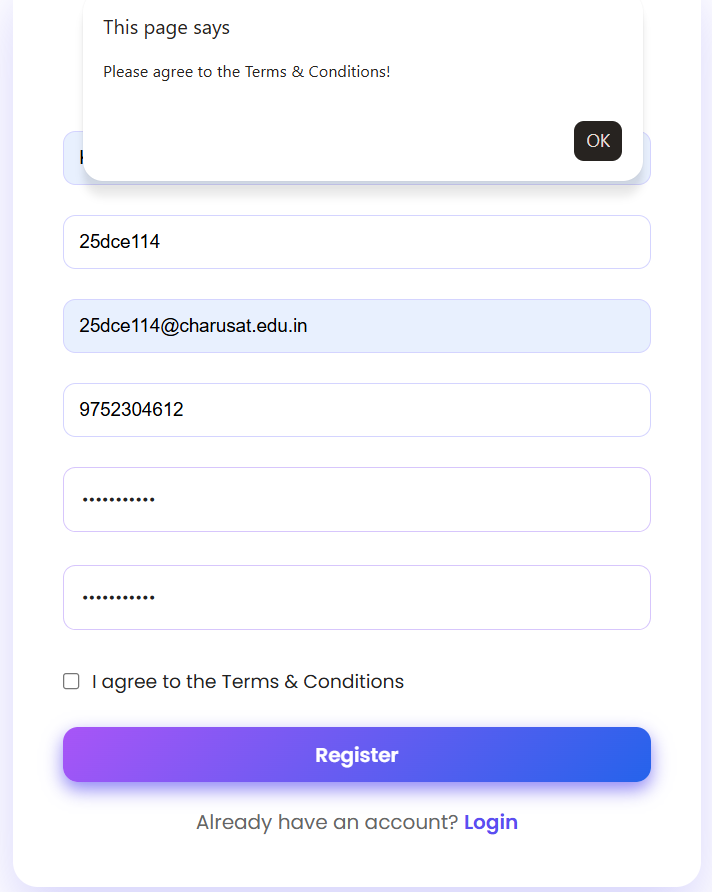 This page says
Please agree to the Terms & Conditions!
OK
25dce114
25dce114@charusat.edu.in
9752304612
•••••••••••
•••••••••••
I agree to the Terms & Conditions
Register
Already have an account? Login